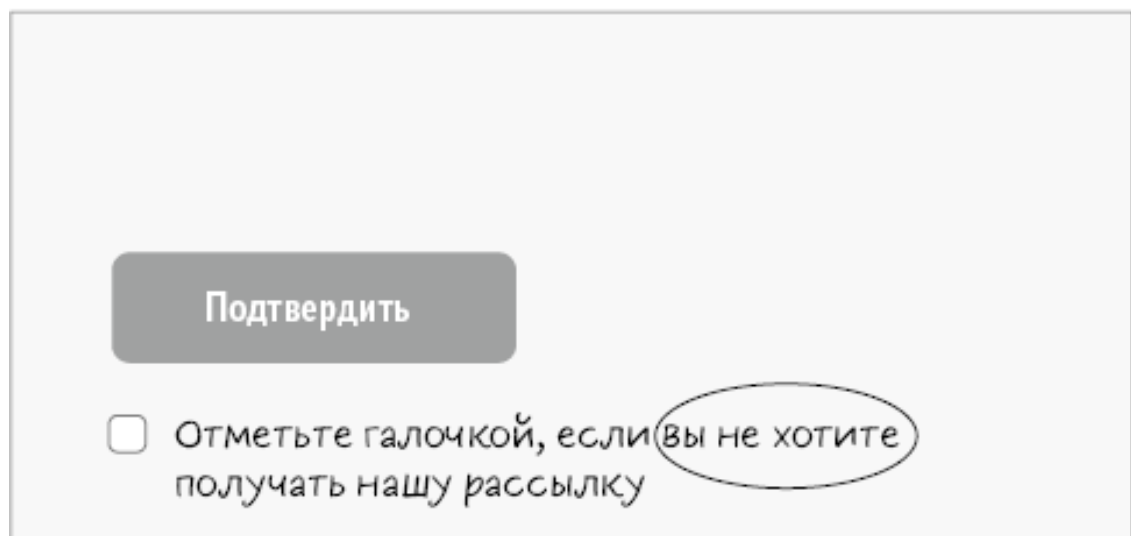 Подтвердить
Отметьте галочкой, если вы не хотите
получать нашу рассылку